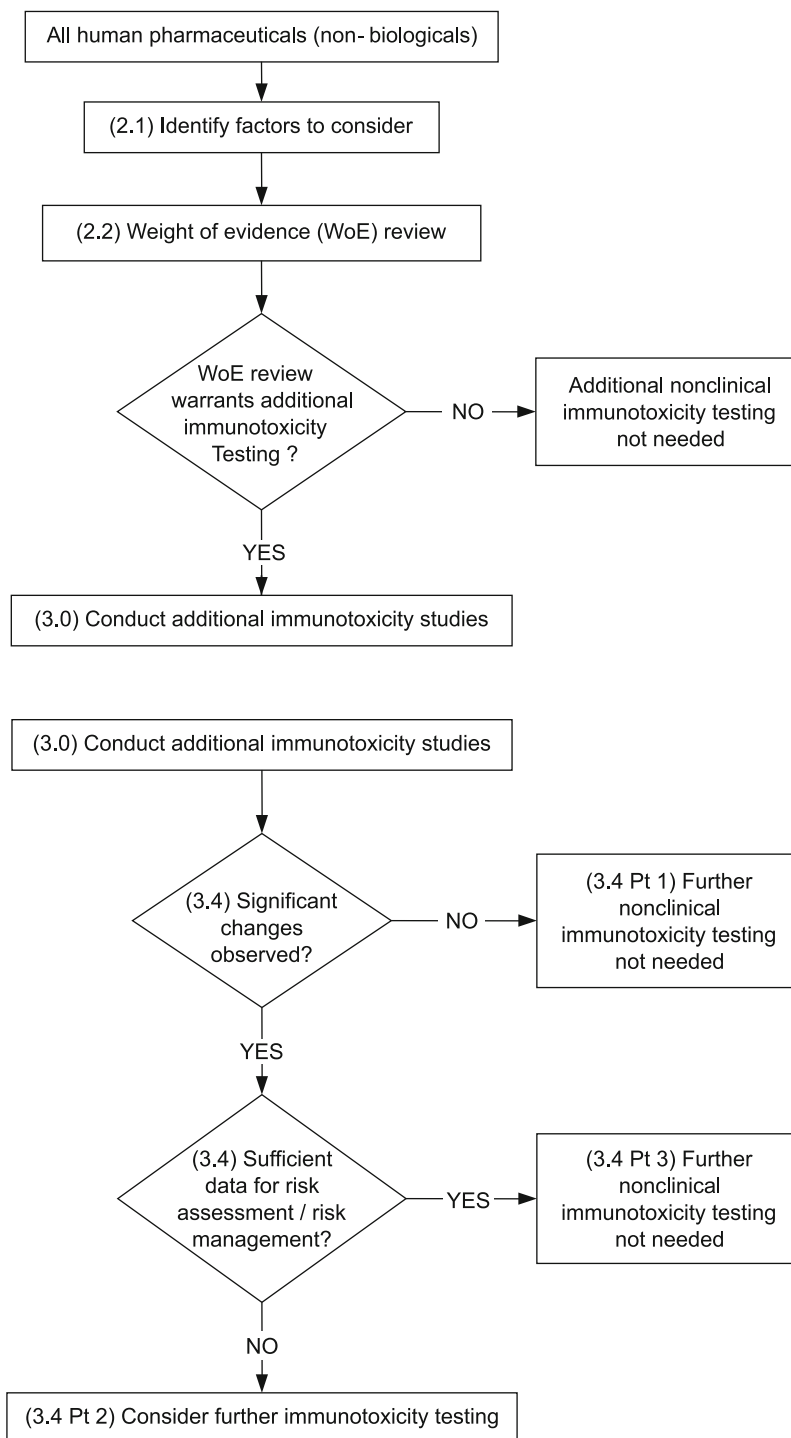 All human pharmaceuticals (non- biologicals)
(2.1) Identify factors to consider
(2.2) Weight of evidence (WoE) review
WoE review
warrants additional
immunotoxicity
Testing ?
NO
Additional nonclinical
immunotoxicity testing
not needed
YES
(3.0) Conduct additional immunotoxicity studies
(3.0) Conduct additional immunotoxicity studies
(3.4) Significant
changes
observed?
NO
(3.4 Pt 1) Further
nonclinical
immunotoxicity testing
not needed
YES
(3.4) Sufficient
data for risk
assessment / risk
management?
YES
(3.4 Pt 3) Further
nonclinical
immunotoxicity testing
not needed
NO
(3.4 Pt 2) Consider further immunotoxicity testing